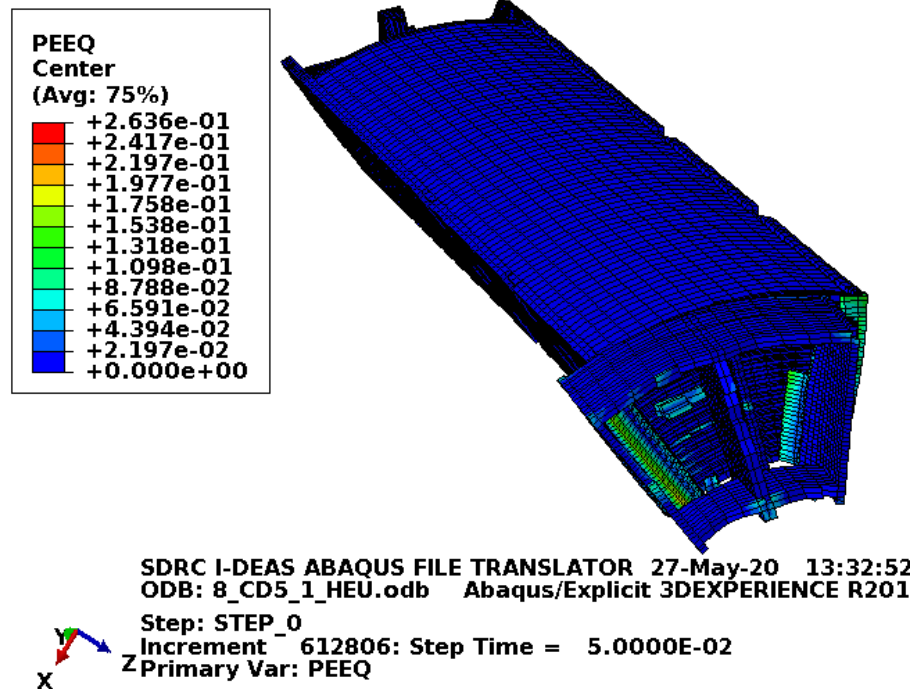 PEEQ
Center
(Avg: 75%)
+2.636e-01
+2.417e-01
+2.197e-01
+1.977e-01
+1.758e-01
+1.538e-01
+1.318e-01
+1.098e-01
+8.788e-02
+6.591e-02
+4.394e-02
+2.197e-02
+0.000e+00
SDRC I-DEAS ABAQUS FILE TRANSLATOR 27-May-20 13:32:52
ODB: 8_CD5_1_HEU.odb Abaqus/Explicit 3DEXPERIENCE R201
Step: STEP_0
Increment 612806: Step Time = 5.0000E-02
Primary Var: PEEQ
Y
Z
X